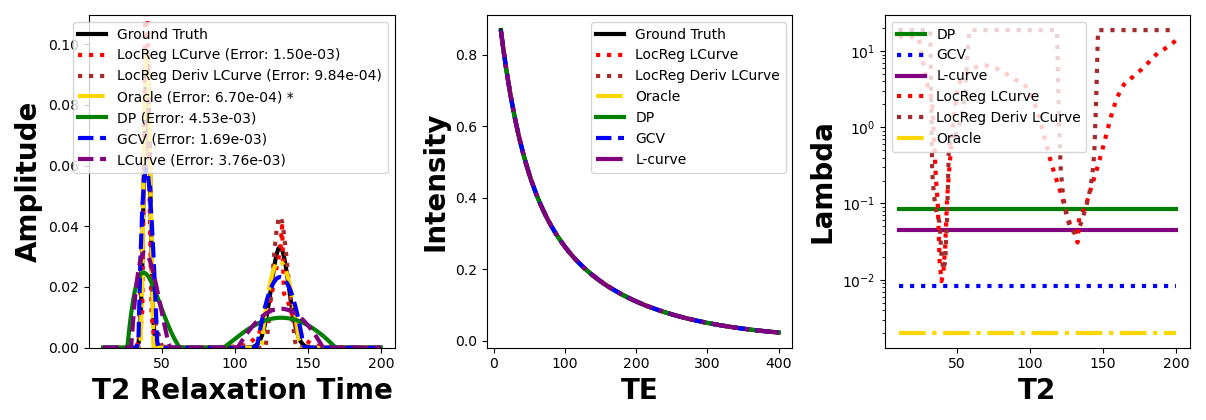 Amplitude
0.10
0.08
0.06
0.04
0.02
0.00
Ground Truth
LocReg LCurve (Error: 1.50e-03)
LocReg Deriv LCurve (Error: 9.84e-04)
Oracle (Error: 6.70e-04) *
DP (Error: 4.53e-03)
GCV (Error: 1.69e-03)
LCurve (Error: 3.76e-03)
50 100 150 200
T2 Relaxation Time
Intensity
0.8
0.6
0.4
0.2
0.0
Ground Truth
LocReg LCurve
LocReg Deriv LCurve
Oracle
DP
GCV
L-curve
0 100 200 300 400
TE
Lambda
10¹
10⁰
10⁻¹
10⁻²
DP
GCV
L-curve
LocReg LCurve
LocReg Deriv LCurve
Oracle
50 100 150 200
T2